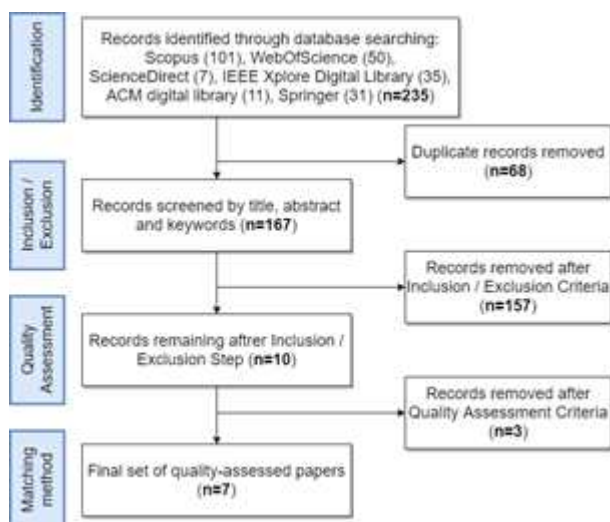 Identification
Records identified through database searching:
Scopus (101), WebOfScience (50),
ScienceDirect (7), IEEE Xplore Digital Library (35),
ACM digital library (11), Springer (31) (n=235)
Duplicate records removed
(n=68)
Inclusion /
Exclusion
Records screened by title, abstract
and keywords (n=167)
Records removed after
Inclusion / Exclusion Criteria
(n=157)
Quality
Assessment
Records remaining aftrer Inclusion /
Exclusion Step (n=10)
Records removed after
Quality Assessment Criteria
(n=3)
Matching
method
Final set of quality-assessed papers
(n=7)